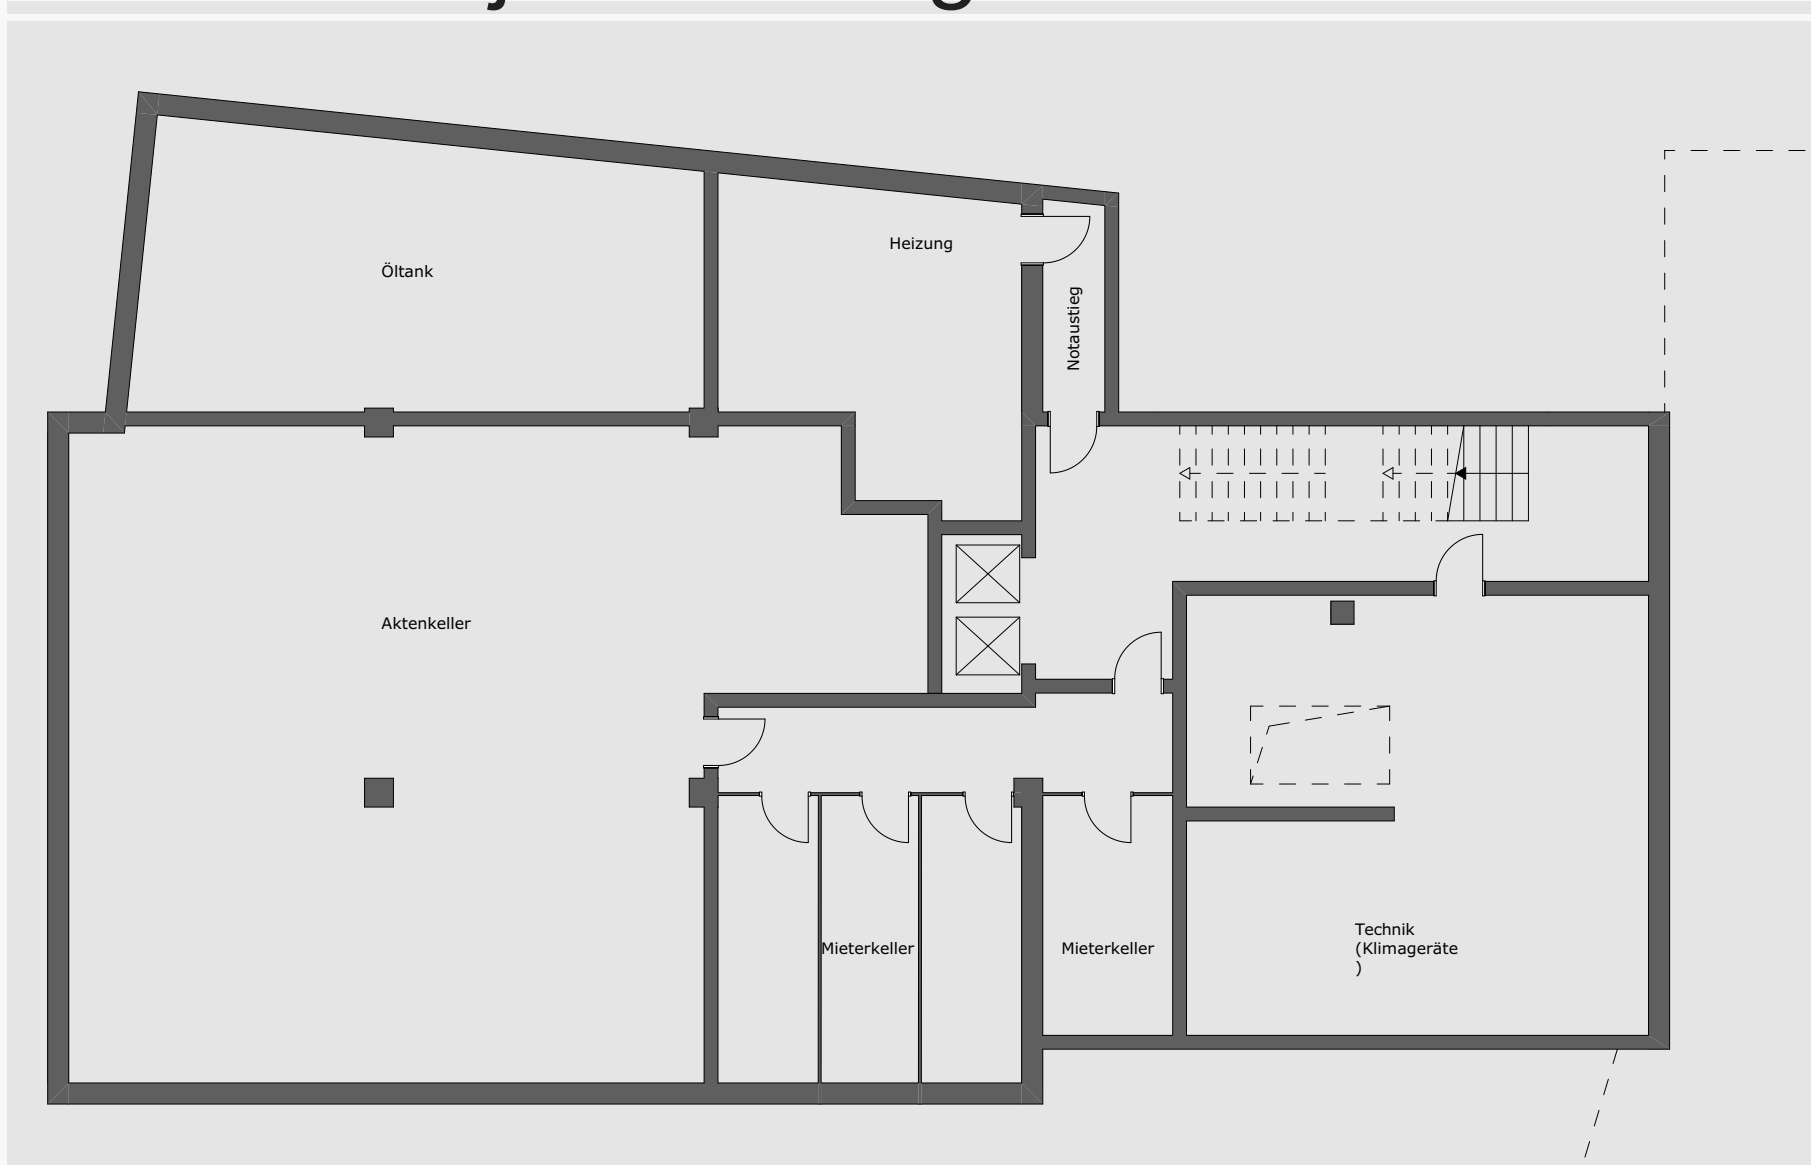 Heizung
Öltank
Notaustieg
Aktenkeller
Mieterkeller
Mieterkeller
Technik
(Klimageräte
)